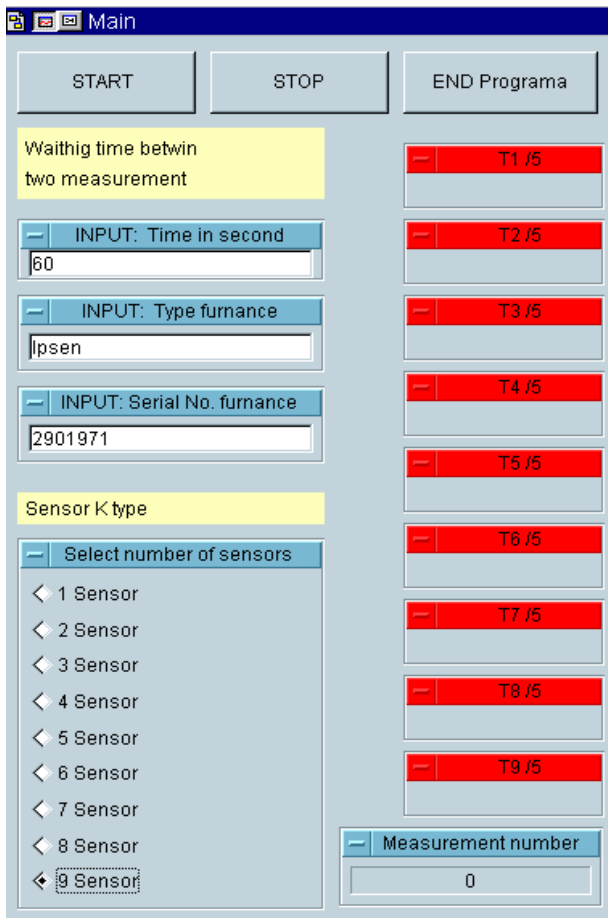 Main
START
STOP
END Programa
Waithig time betwin
two measurement
INPUT: Time in second
60
INPUT: Type furnance
Ipsen
INPUT: Serial No. furnance
2901971
Sensor K type
Select number of sensors
1 Sensor
2 Sensor
3 Sensor
4 Sensor
5 Sensor
6 Sensor
7 Sensor
8 Sensor
9 Sensor
T1 /5
T2 /5
T3 /5
T4 /5
T5 /5
T6 /5
T7 /5
T8 /5
T9 /5
Measurement number
0